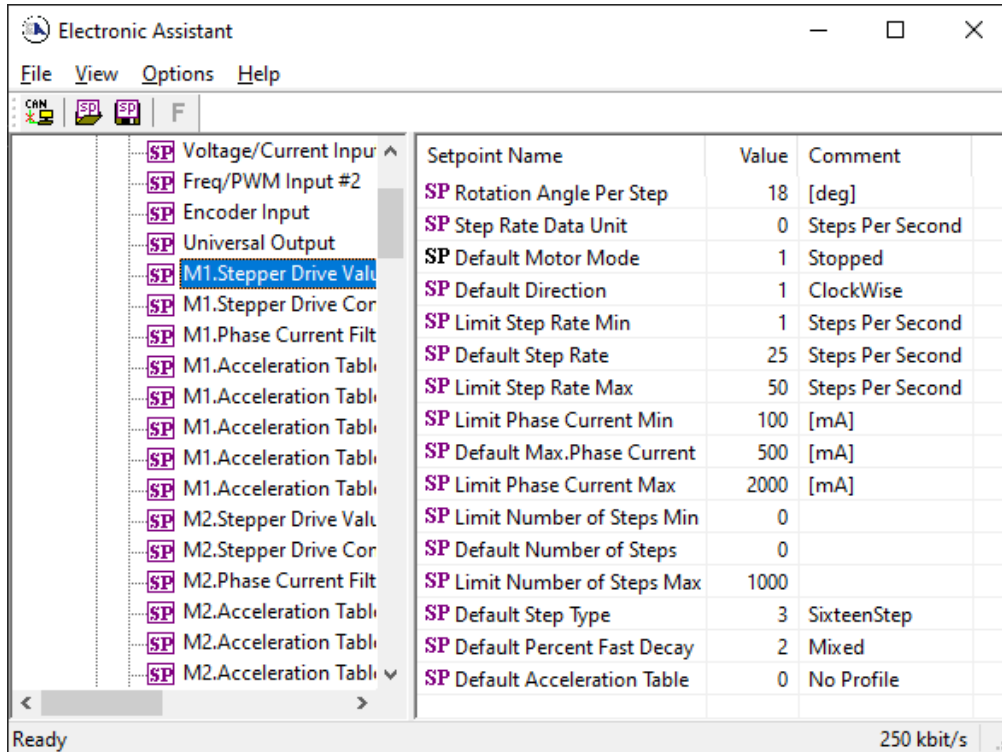 Electronic Assistant
File View Options Help
CAN SP SP F
SP Voltage/Current Inpu
SP Freq/PWM Input #2
SP Encoder Input
SP Universal Output
SP M1.Stepper Drive Valu
SP M1.Stepper Drive Cor
SP M1.Phase Current Filt
SP M1.Acceleration Tabl
SP M1.Acceleration Tabl
SP M1.Acceleration Tabl
SP M1.Acceleration Tabl
SP M1.Acceleration Tabl
SP M2.Stepper Drive Valu
SP M2.Stepper Drive Cor
SP M2.Phase Current Filt
SP M2.Acceleration Tabl
SP M2.Acceleration Tabl
SP M2.Acceleration Tabl
Setpoint Name Value Comment
SP Rotation Angle Per Step 18 [deg]
SP Step Rate Data Unit 0 Steps Per Second
SP Default Motor Mode 1 Stopped
SP Default Direction 1 ClockWise
SP Limit Step Rate Min 1 Steps Per Second
SP Default Step Rate 25 Steps Per Second
SP Limit Step Rate Max 50 Steps Per Second
SP Limit Phase Current Min 100 [mA]
SP Default Max.Phase Current 500 [mA]
SP Limit Phase Current Max 2000 [mA]
SP Limit Number of Steps Min 0
SP Default Number of Steps 0
SP Limit Number of Steps Max 1000
SP Default Step Type 3 SixteenStep
SP Default Percent Fast Decay 2 Mixed
SP Default Acceleration Table 0 No Profile
Ready 250 kbit/s